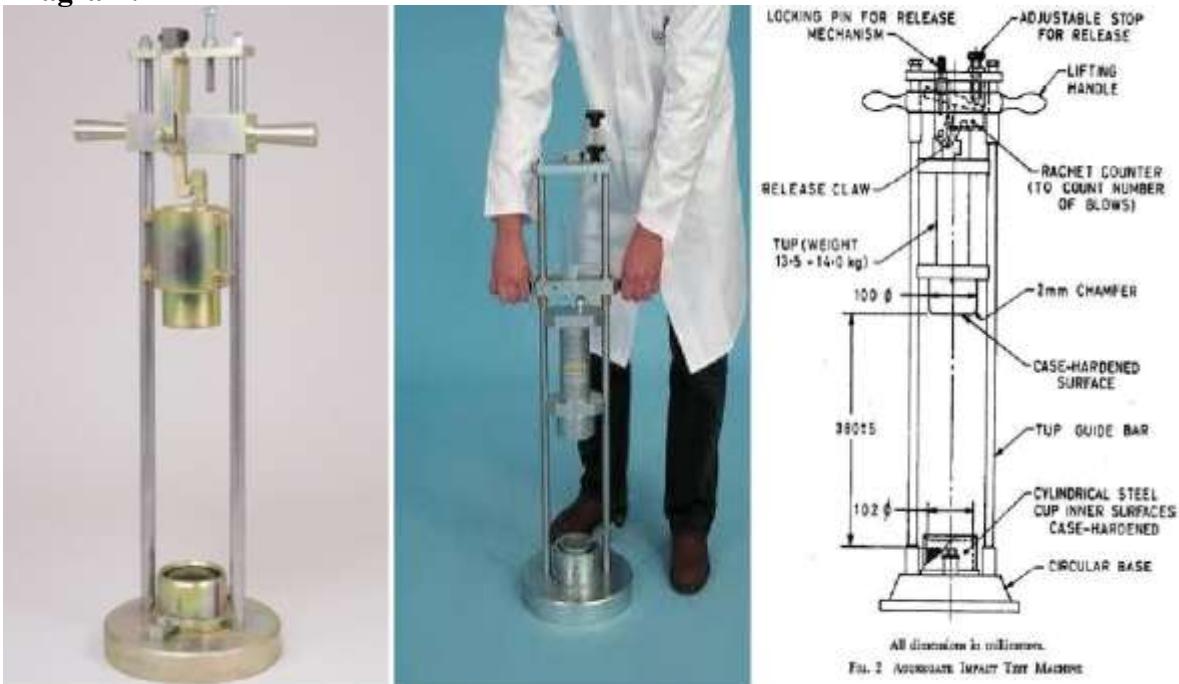 LOCKING PIN FOR RELEASE
MECHANISM
ADJUSTABLE STOP
FOR RELEASE
LIFTING
HANDLE
RELEASE CLAW
RACHET COUNTER
(TO COUNT NUMBER
OF BLOWS)
TUP (WEIGHT
13·5 - 14·0 kg)
100 ϕ
2mm CHAMFER
CASE-HARDENED
SURFACE
380±5
TUP GUIDE BAR
102 ϕ
CYLINDRICAL STEEL
CUP INNER SURFACES
CASE-HARDENED
CIRCULAR BASE
All dimensions in millimetres.
FIG. 2 AGGREGATE IMPACT TEST MACHINE